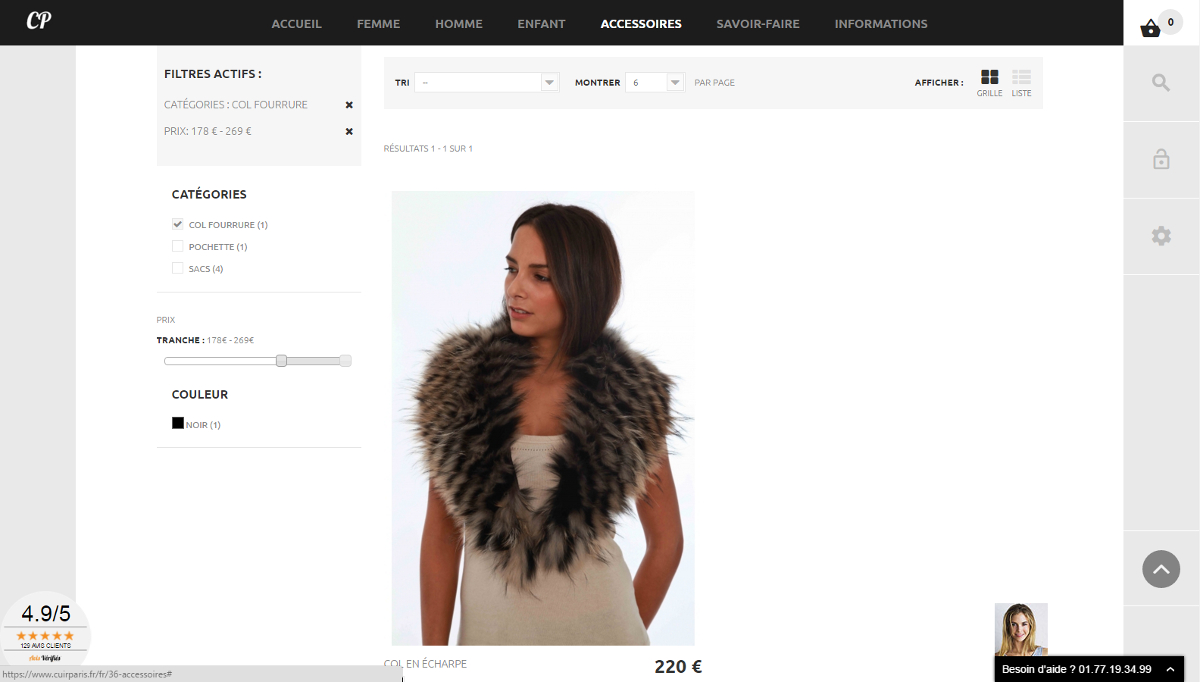 CP
ACCUEIL FEMME HOMME ENFANT ACCESSOIRES SAVOIR-FAIRE INFORMATIONS
0
FILTRES ACTIFS :
CATÉGORIES : COL FOURRURE
PRIX: 178 € - 269 €
CATÉGORIES
COL FOURRURE (1)
POCHETTE (1)
SACS (4)
PRIX
TRANCHE : 178€ - 269€
COULEUR
NOIR (1)
TRI -- MONTRER 6 PAR PAGE AFFICHER :
GRILLE LISTE
RÉSULTATS 1 - 1 SUR 1
COL EN ÉCHARPE 220 €
4.9/5
129 AVIS CLIENTS
Avis Vérifiés
https://www.cuirparis.fr/fr/36-accessoires#
Besoin d'aide ? 01.77.19.34.99